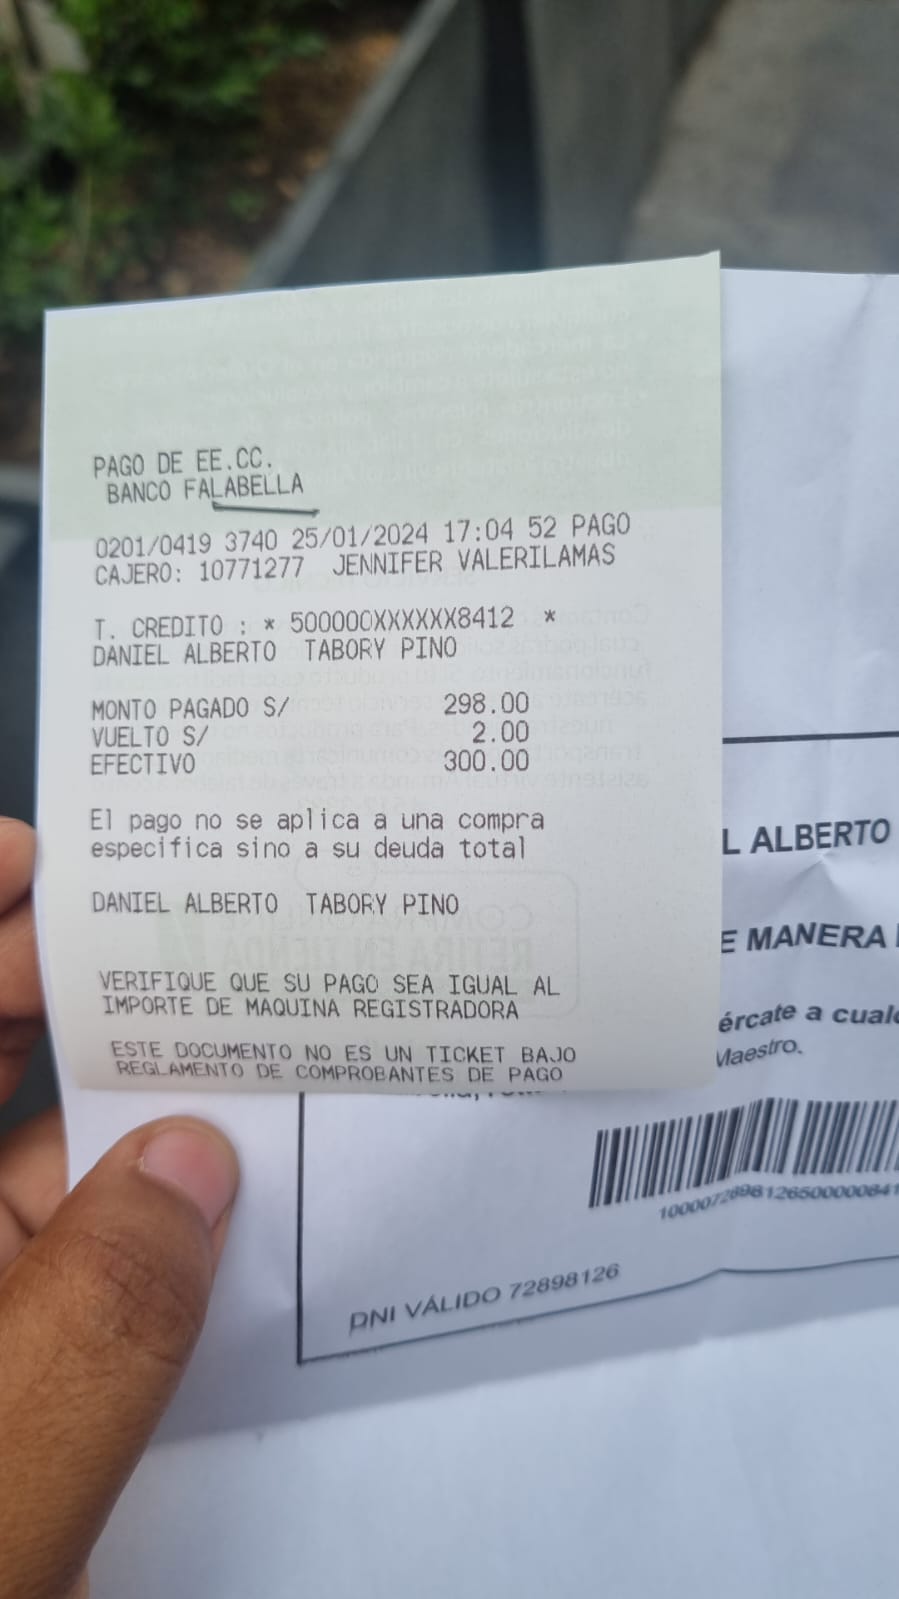 PAGO DE EE.CC.
BANCO FALABELLA
0201/0419 3740 25/01/2024 17:04 52 PAGO
CAJERO: 10771277 JENNIFER VALERILAMAS
T. CREDITO : * 500000XXXXXX8412 *
DANIEL ALBERTO TABORY PINO
MONTO PAGADO S/ 298.00
VUELTO S/ 2.00
EFECTIVO 300.00
El pago no se aplica a una compra
especifica sino a su deuda total
DANIEL ALBERTO TABORY PINO
VERIFIQUE QUE SU PAGO SEA IGUAL AL
IMPORTE DE MAQUINA REGISTRADORA
ESTE DOCUMENTO NO ES UN TICKET BAJO
REGLAMENTO DE COMPROBANTES DE PAGO
L ALBERTO
E MANERA
ércate a cualq
Maestro.
DNI VÁLIDO 72898126